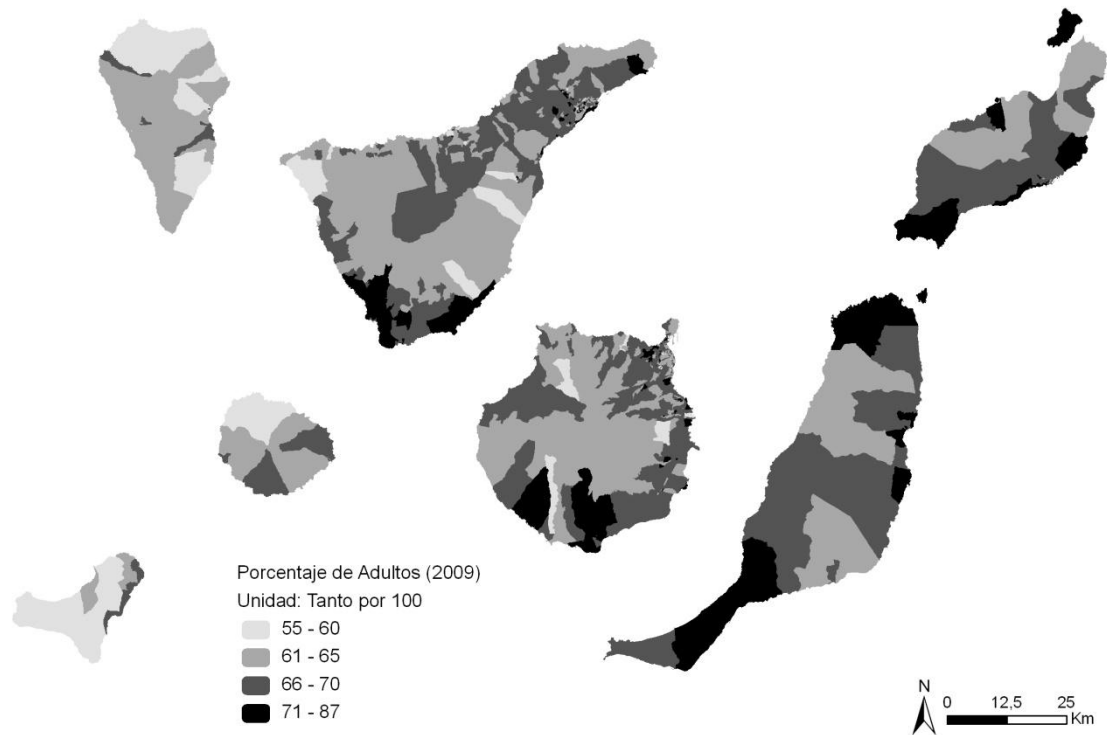 Porcentaje de Adultos (2009)
Unidad: Tanto por 100
55 - 60
61 - 65
66 - 70
71 - 87
N
0 12,5 25
Km